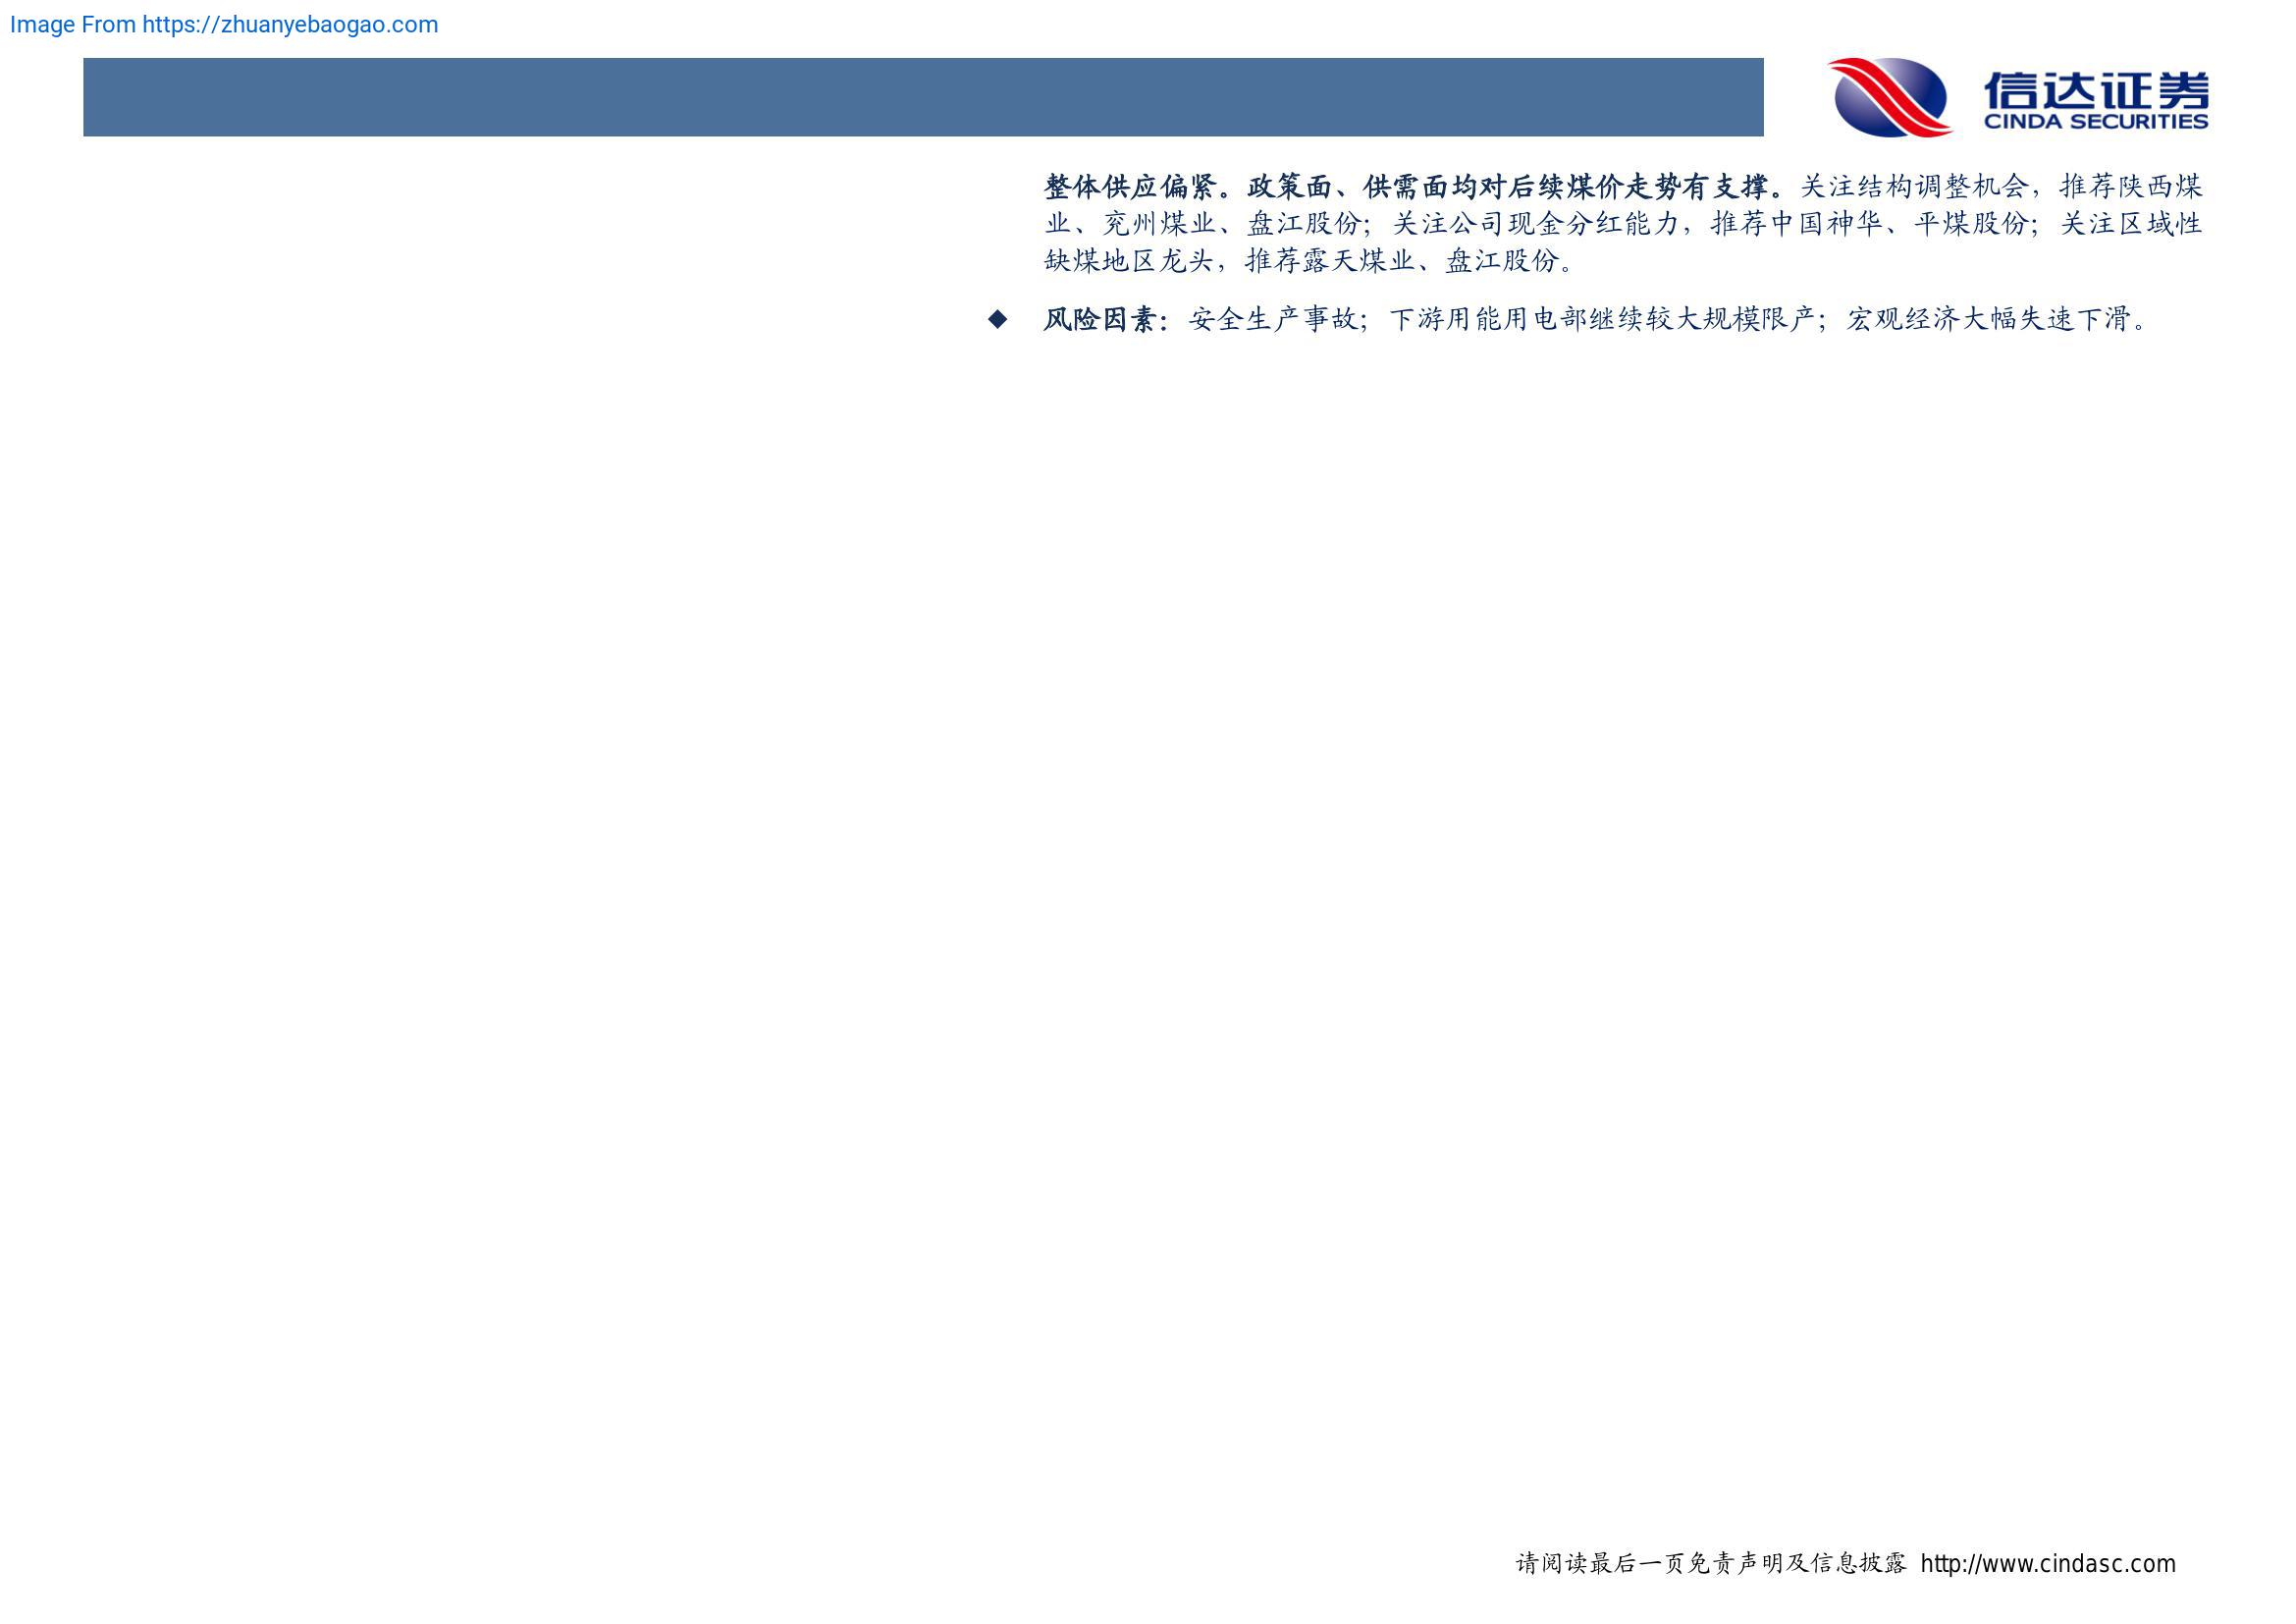 Image From https://zhuanyebaogao.com
信达证券
CINDA SECURITIES
整体供应偏紧。政策面、供需面均对后续煤价走势有支撑。关注结构调整机会，推荐陕西煤
业、兖州煤业、盘江股份；关注公司现金分红能力，推荐中国神华、平煤股份；关注区域性
缺煤地区龙头，推荐露天煤业、盘江股份。
◆ 风险因素：安全生产事故；下游用能用电部继续较大规模限产；宏观经济大幅失速下滑。
请阅读最后一页免责声明及信息披露 http://www.cindasc.com